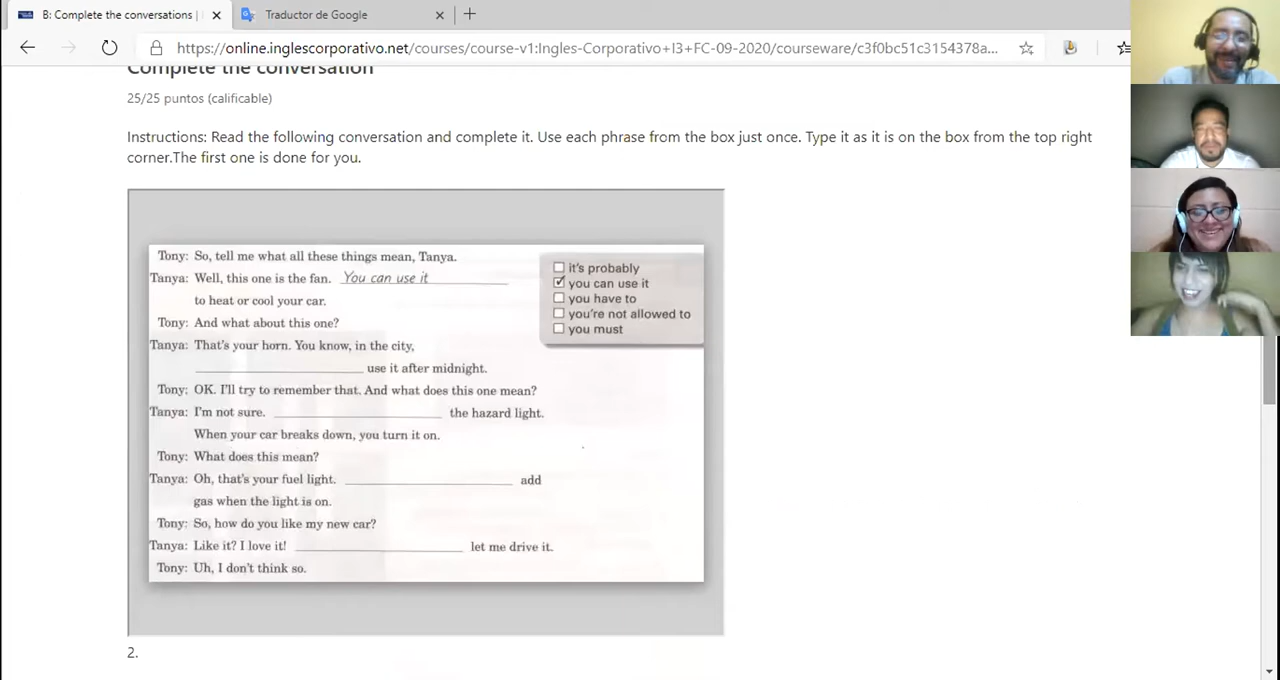 B: Complete the conversations |
Traductor de Google
https://online.inglescorporativo.net/courses/course-v1:Ingles-Corporativo+I3+FC-09-2020/courseware/c3f0bc51c3154378a...
Complete the conversation
25/25 puntos (calificable)
Instructions: Read the following conversation and complete it. Use each phrase from the box just once. Type it as it is on the box from the top right
corner.The first one is done for you.
Tony: So, tell me what all these things mean, Tanya.
Tanya: Well, this one is the fan. You can use it
to heat or cool your car.
Tony: And what about this one?
Tanya: That's your horn. You know, in the city,
use it after midnight.
Tony: OK. I'll try to remember that. And what does this one mean?
Tanya: I'm not sure. the hazard light.
When your car breaks down, you turn it on.
Tony: What does this mean?
Tanya: Oh, that's your fuel light. add
gas when the light is on.
Tony: So, how do you like my new car?
Tanya: Like it? I love it! let me drive it.
Tony: Uh, I don't think so.
it's probably
you can use it
you have to
you're not allowed to
you must
2.